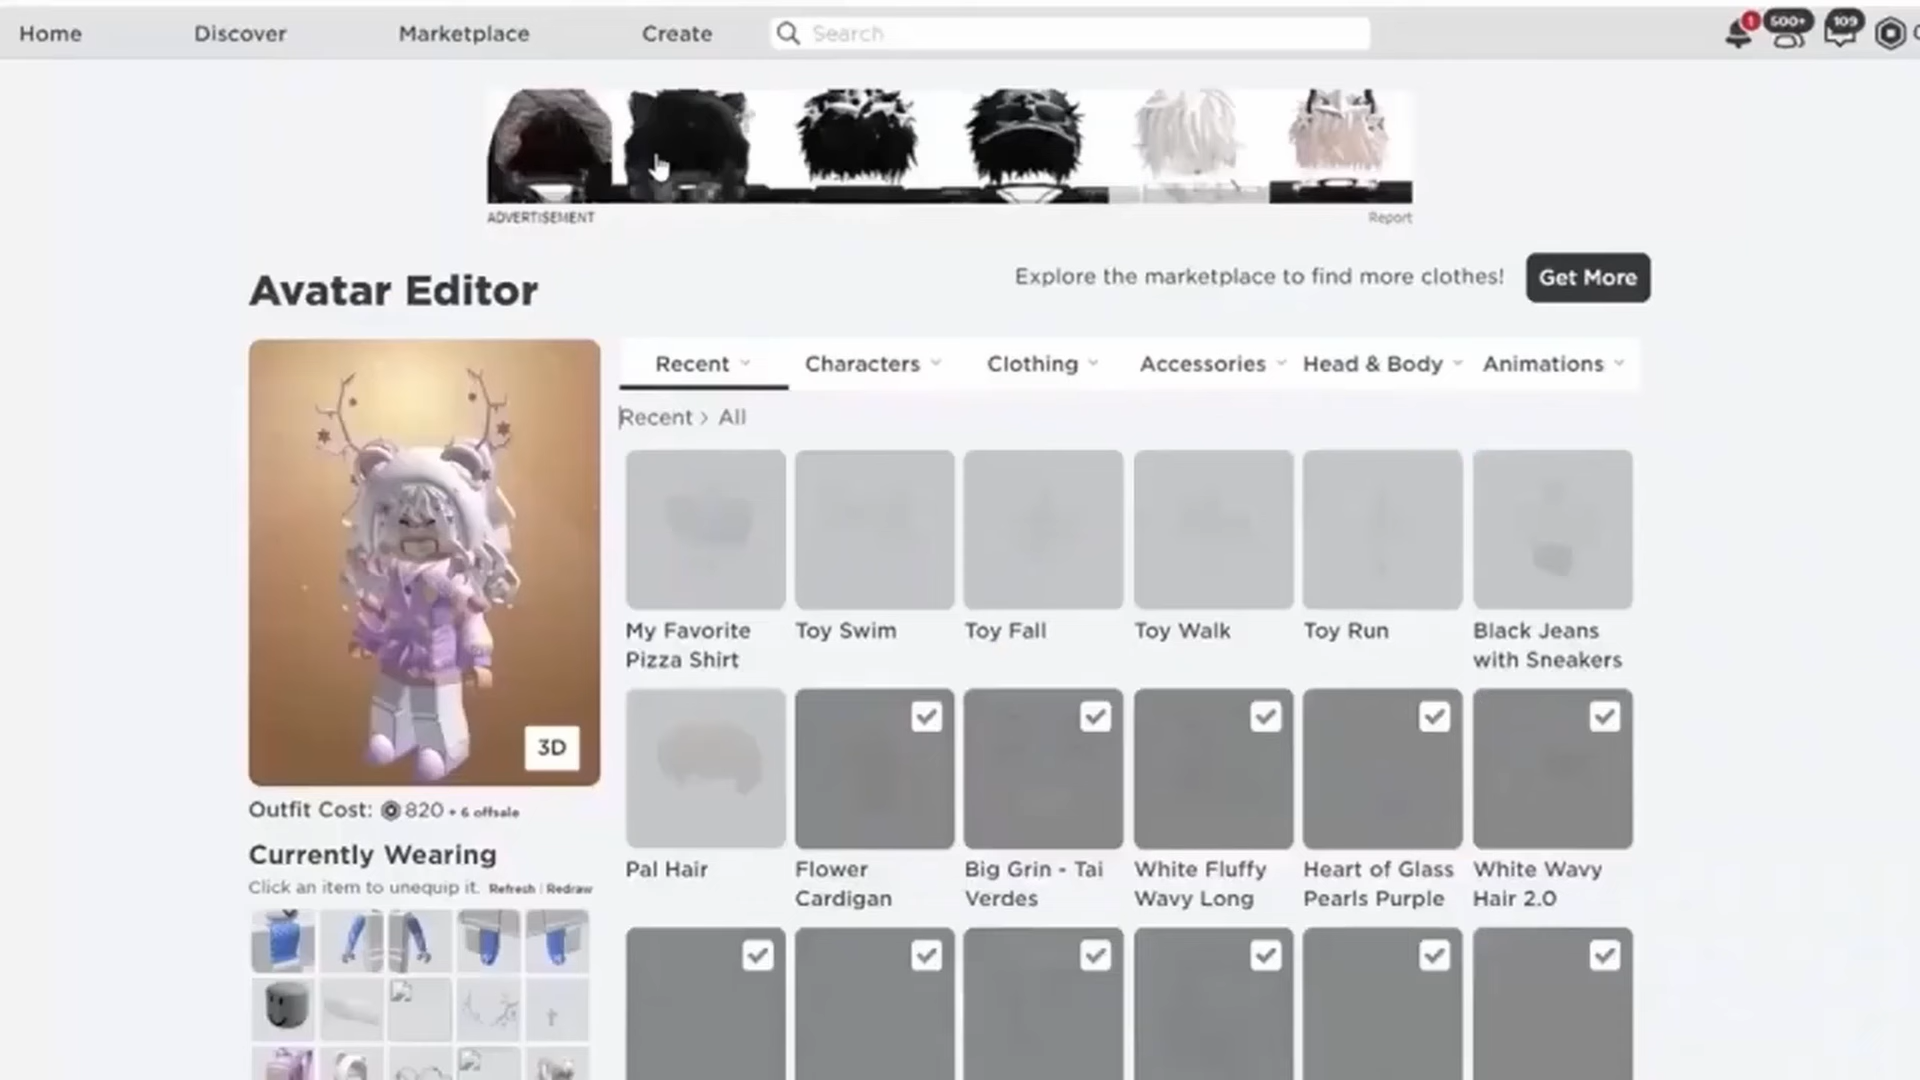 Home Discover Marketplace Create Search 1 500+ 109
ADVERTISEMENT Report
Avatar Editor
Explore the marketplace to find more clothes! Get More
Recent Characters Clothing Accessories Head & Body Animations
Recent > All
3D
My Favorite Pizza Shirt
Toy Swim
Toy Fall
Toy Walk
Toy Run
Black Jeans with Sneakers
Pal Hair
Flower Cardigan
Big Grin - Tai Verdes
White Fluffy Wavy Long
Heart of Glass Pearls Purple
White Wavy Hair 2.0
Outfit Cost: 820 + 6 offsale
Currently Wearing
Click an item to unequip it. Refresh | Redraw